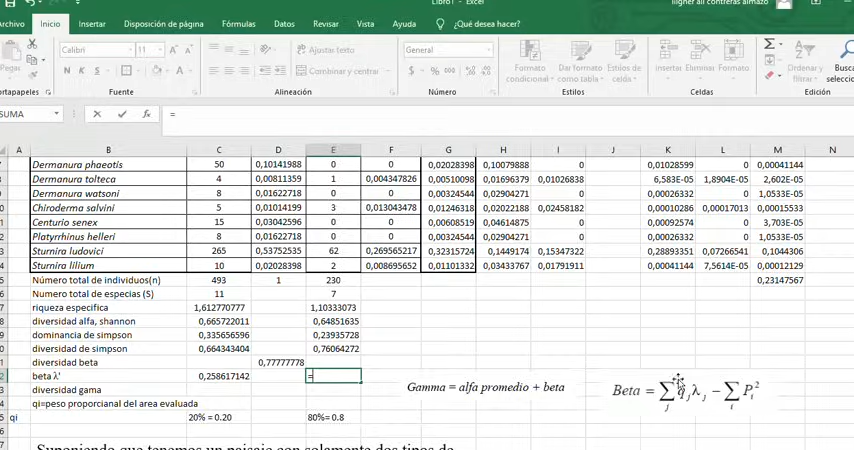 Libro1 - Excel
ligher ali contreras almazo
Archivo Inicio Insertar Disposición de página Fórmulas Datos Revisar Vista Ayuda ¿Qué desea hacer?
Pegar
Calibri 11 A A
N K S
Ajustar texto
Combinar y centrar
General
$ % 000
Formato condicional
Dar formato como tabla
Estilos de celda
Insertar Eliminar Formato
Ordenar y filtrar
Portapapeles Fuente Alineación Número Estilos Celdas Edición
SUMA fx =
A B C D E F G H I J K L M N
Dermanura phaeotis 50 0,10141988 0 0 0,02028398 0,10079888 0 0,01028599 0 0,00041144
Dermanura tolteca 4 0,00811359 1 0,004347826 0,00510098 0,01696379 0,01026838 6,583E-05 1,8904E-05 2,602E-05
Dermanura watsoni 8 0,01622718 0 0 0,00324544 0,02904271 0 0,00026332 0 1,0533E-05
Chiroderma salvini 5 0,01014199 3 0,013043478 0,01246318 0,02022188 0,02458182 0,00010286 0,00017013 0,00015533
Centurio senex 15 0,03042596 0 0 0,00608519 0,04614875 0 0,00092574 0 3,703E-05
Platyrrhinus helleri 8 0,01622718 0 0 0,00324544 0,02904271 0 0,00026332 0 1,0533E-05
Sturnira ludovici 265 0,53752535 62 0,269565217 0,32315724 0,1449174 0,15347322 0,28893351 0,07266541 0,1044306
Sturnira lilium 10 0,02028398 2 0,008695652 0,01101332 0,03433767 0,01791911 0,00041144 7,5614E-05 0,00012129
Número total de individuos(n) 493 1 230 0,23147567
Numero total de especias (S) 11 7
riqueza especifica 1,612770777 1,10333073
diversidad alfa, shannon 0,665722011 0,64851635
dominancia de simpson 0,335656596 0,23935728
diversidad de simpson 0,664343404 0,76064272
diversidad beta 0,77777778
beta λ' 0,258617142 =
diversidad gama
qi=peso proporcianal del area evaluada
qi 20% = 0.20 80%= 0.8
Gamma = alfa promedio + beta
Beta = ∑j qjλj − ∑i Pi²
Suponiendo que tenemos un paisaje con solamente dos tipos de